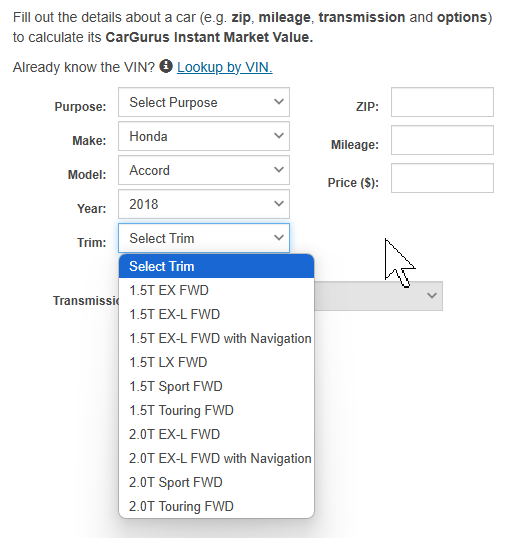 Fill out the details about a car (e.g. zip, mileage, transmission and options)
to calculate its CarGurus Instant Market Value.
Already know the VIN? Lookup by VIN.
Purpose: Select Purpose
ZIP:
Make: Honda
Mileage:
Model: Accord
Price ($):
Year: 2018
Trim: Select Trim
Select Trim
1.5T EX FWD
Transmissi
1.5T EX-L FWD
1.5T EX-L FWD with Navigation
1.5T LX FWD
1.5T Sport FWD
1.5T Touring FWD
2.0T EX-L FWD
2.0T EX-L FWD with Navigation
2.0T Sport FWD
2.0T Touring FWD